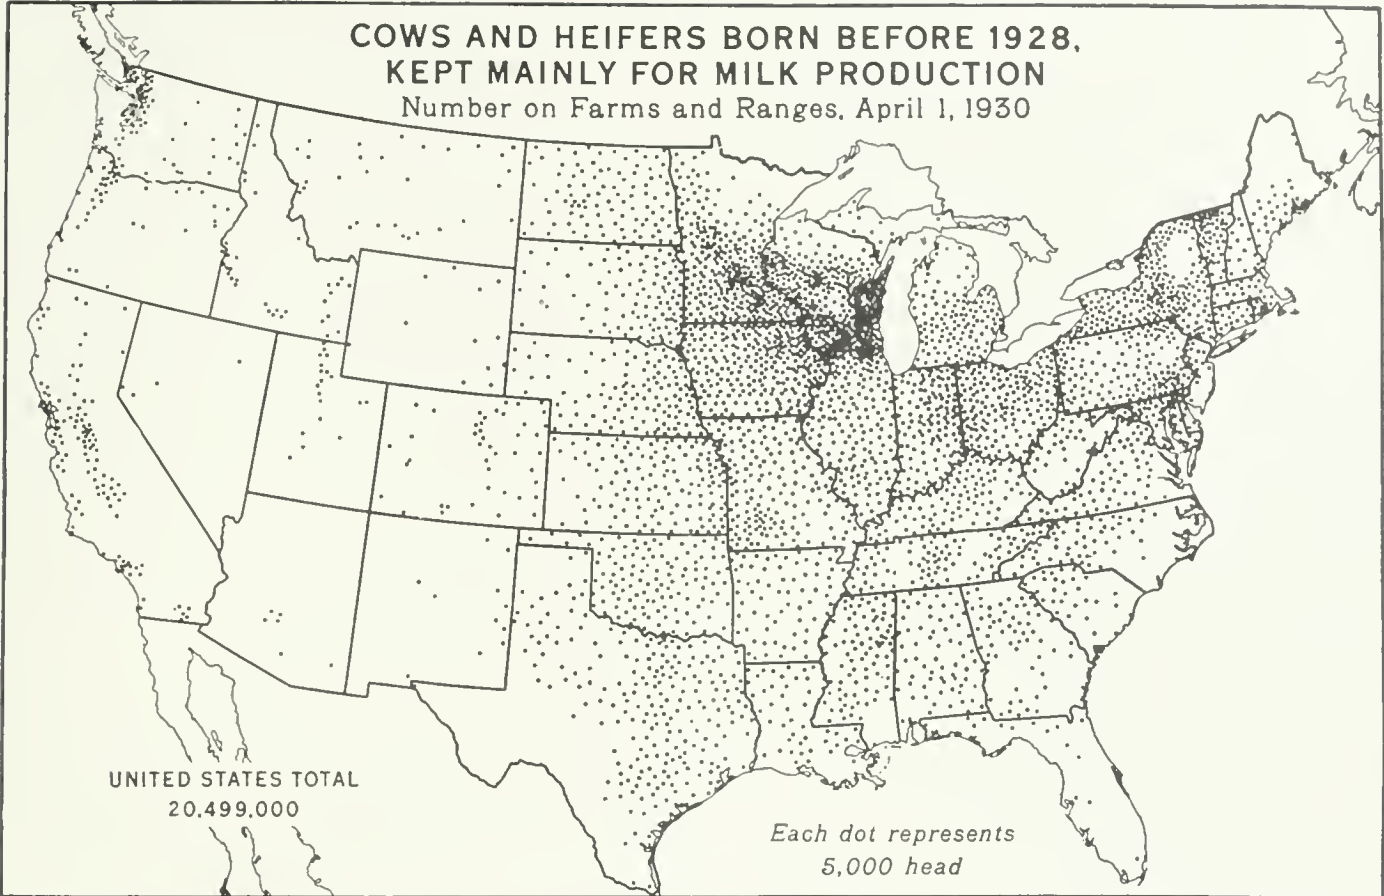 COWS AND HEIFERS BORN BEFORE 1928,
KEPT MAINLY FOR MILK PRODUCTION
Number on Farms and Ranges, April 1, 1930
UNITED STATES TOTAL
20,499,000
Each dot represents
5,000 head